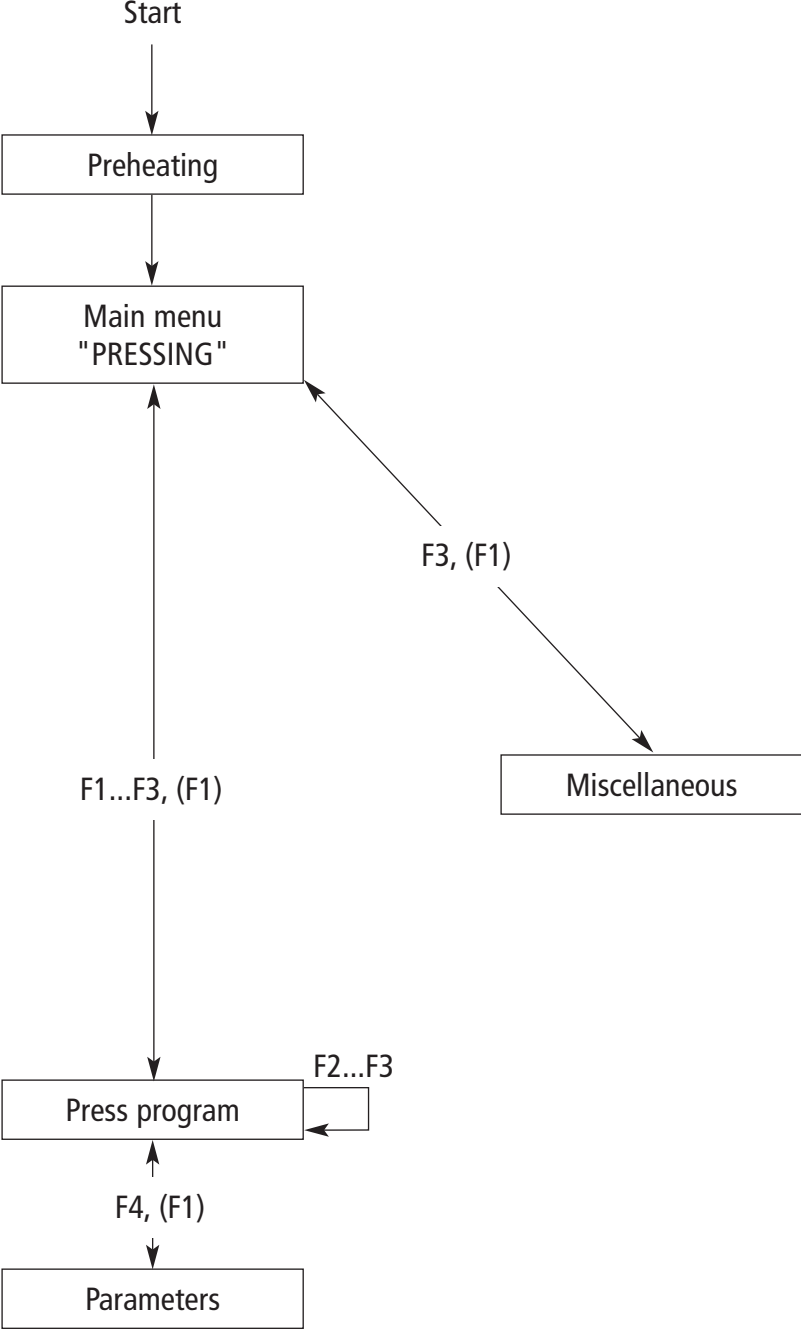 Start
Preheating
Main menu
"PRESSING"
F3, (F1)
Miscellaneous
F1...F3, (F1)
F2...F3
Press program
F4, (F1)
Parameters